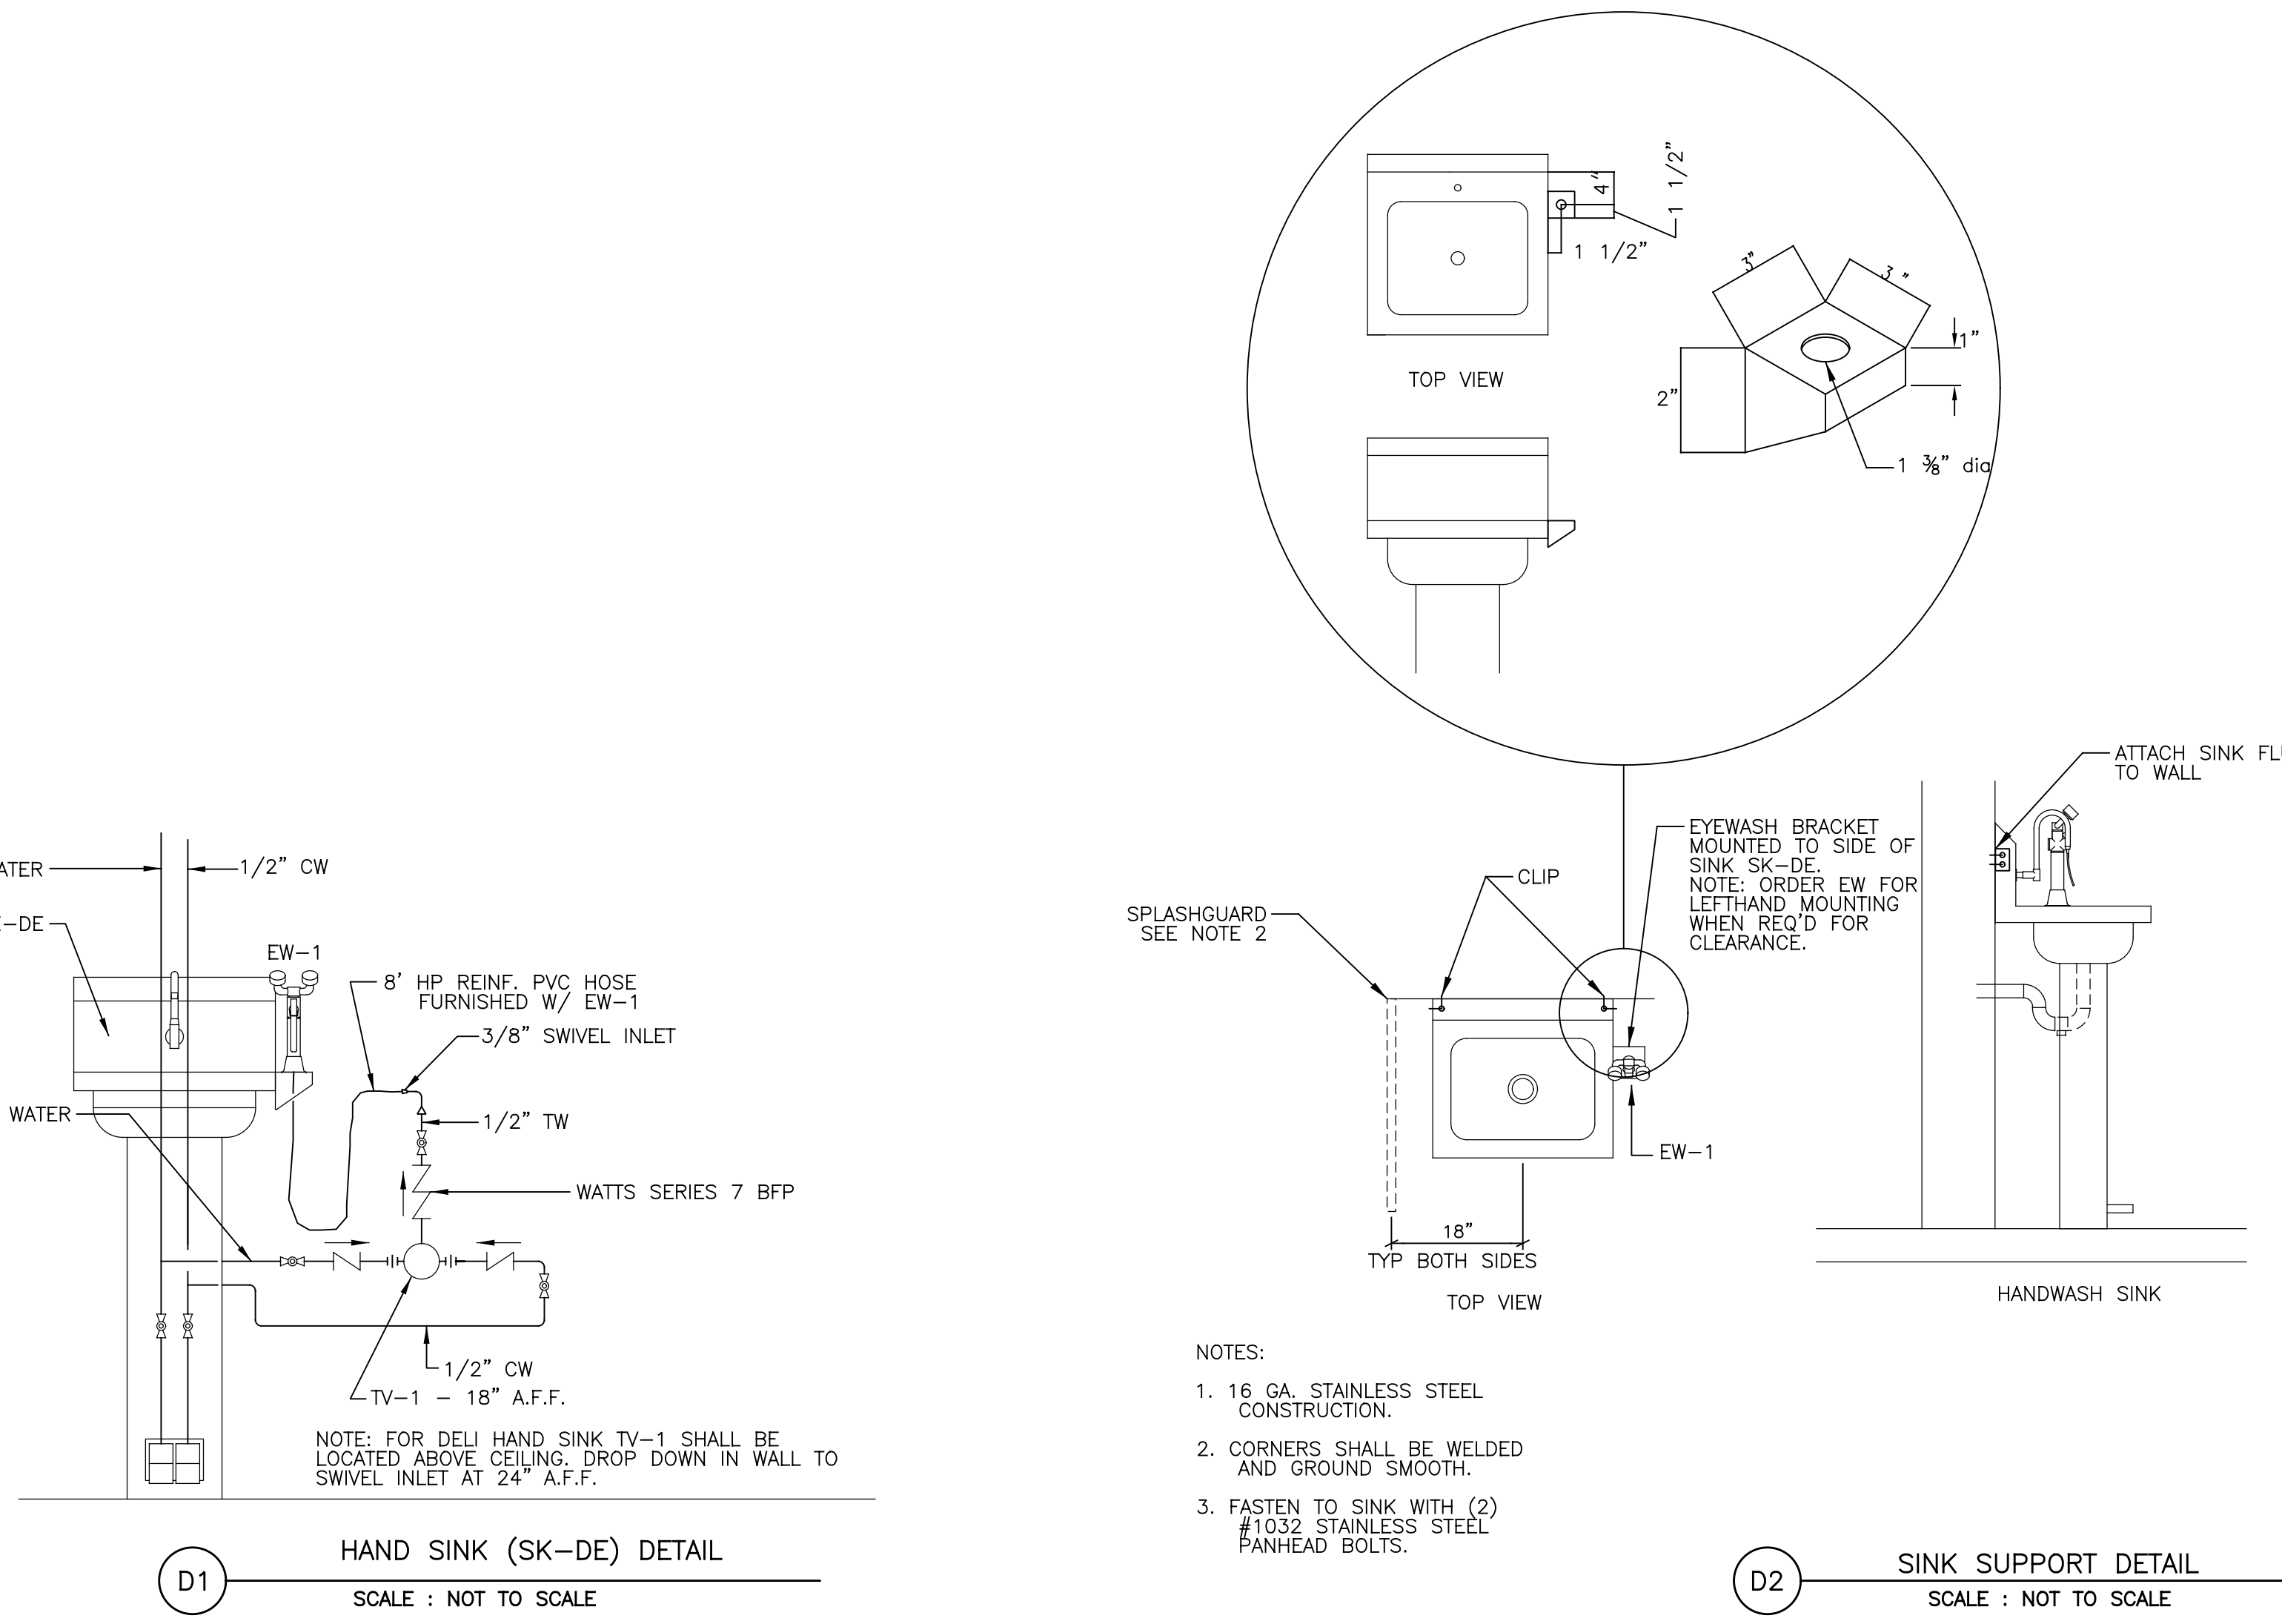 4"
1 1/2"
1 1/2"
TOP VIEW
3"
3 "
1"
2"
1 ⅜" dia
WATER
1/2" CW
EW-1
8' HP REINF. PVC HOSE
FURNISHED W/ EW-1
3/8" SWIVEL INLET
1/2" TW
WATTS SERIES 7 BFP
1/2" CW
TV-1 - 18" A.F.F.
NOTE: FOR DELI HAND SINK TV-1 SHALL BE
LOCATED ABOVE CEILING. DROP DOWN IN WALL TO
SWIVEL INLET AT 24" A.F.F.
D1
HAND SINK (SK-DE) DETAIL
SCALE : NOT TO SCALE
SPLASHGUARD
SEE NOTE 2
CLIP
EYEWASH BRACKET
MOUNTED TO SIDE OF
SINK SK-DE.
NOTE: ORDER EW FOR
LEFTHAND MOUNTING
WHEN REQ'D FOR
CLEARANCE.
EW-1
18"
TYP BOTH SIDES
TOP VIEW
ATTACH SINK
TO WALL
HANDWASH SINK
NOTES:
1. 16 GA. STAINLESS STEEL
CONSTRUCTION.
2. CORNERS SHALL BE WELDED
AND GROUND SMOOTH.
3. FASTEN TO SINK WITH (2)
#1032 STAINLESS STEEL
PANHEAD BOLTS.
D2
SINK SUPPORT DETAIL
SCALE : NOT TO SCALE